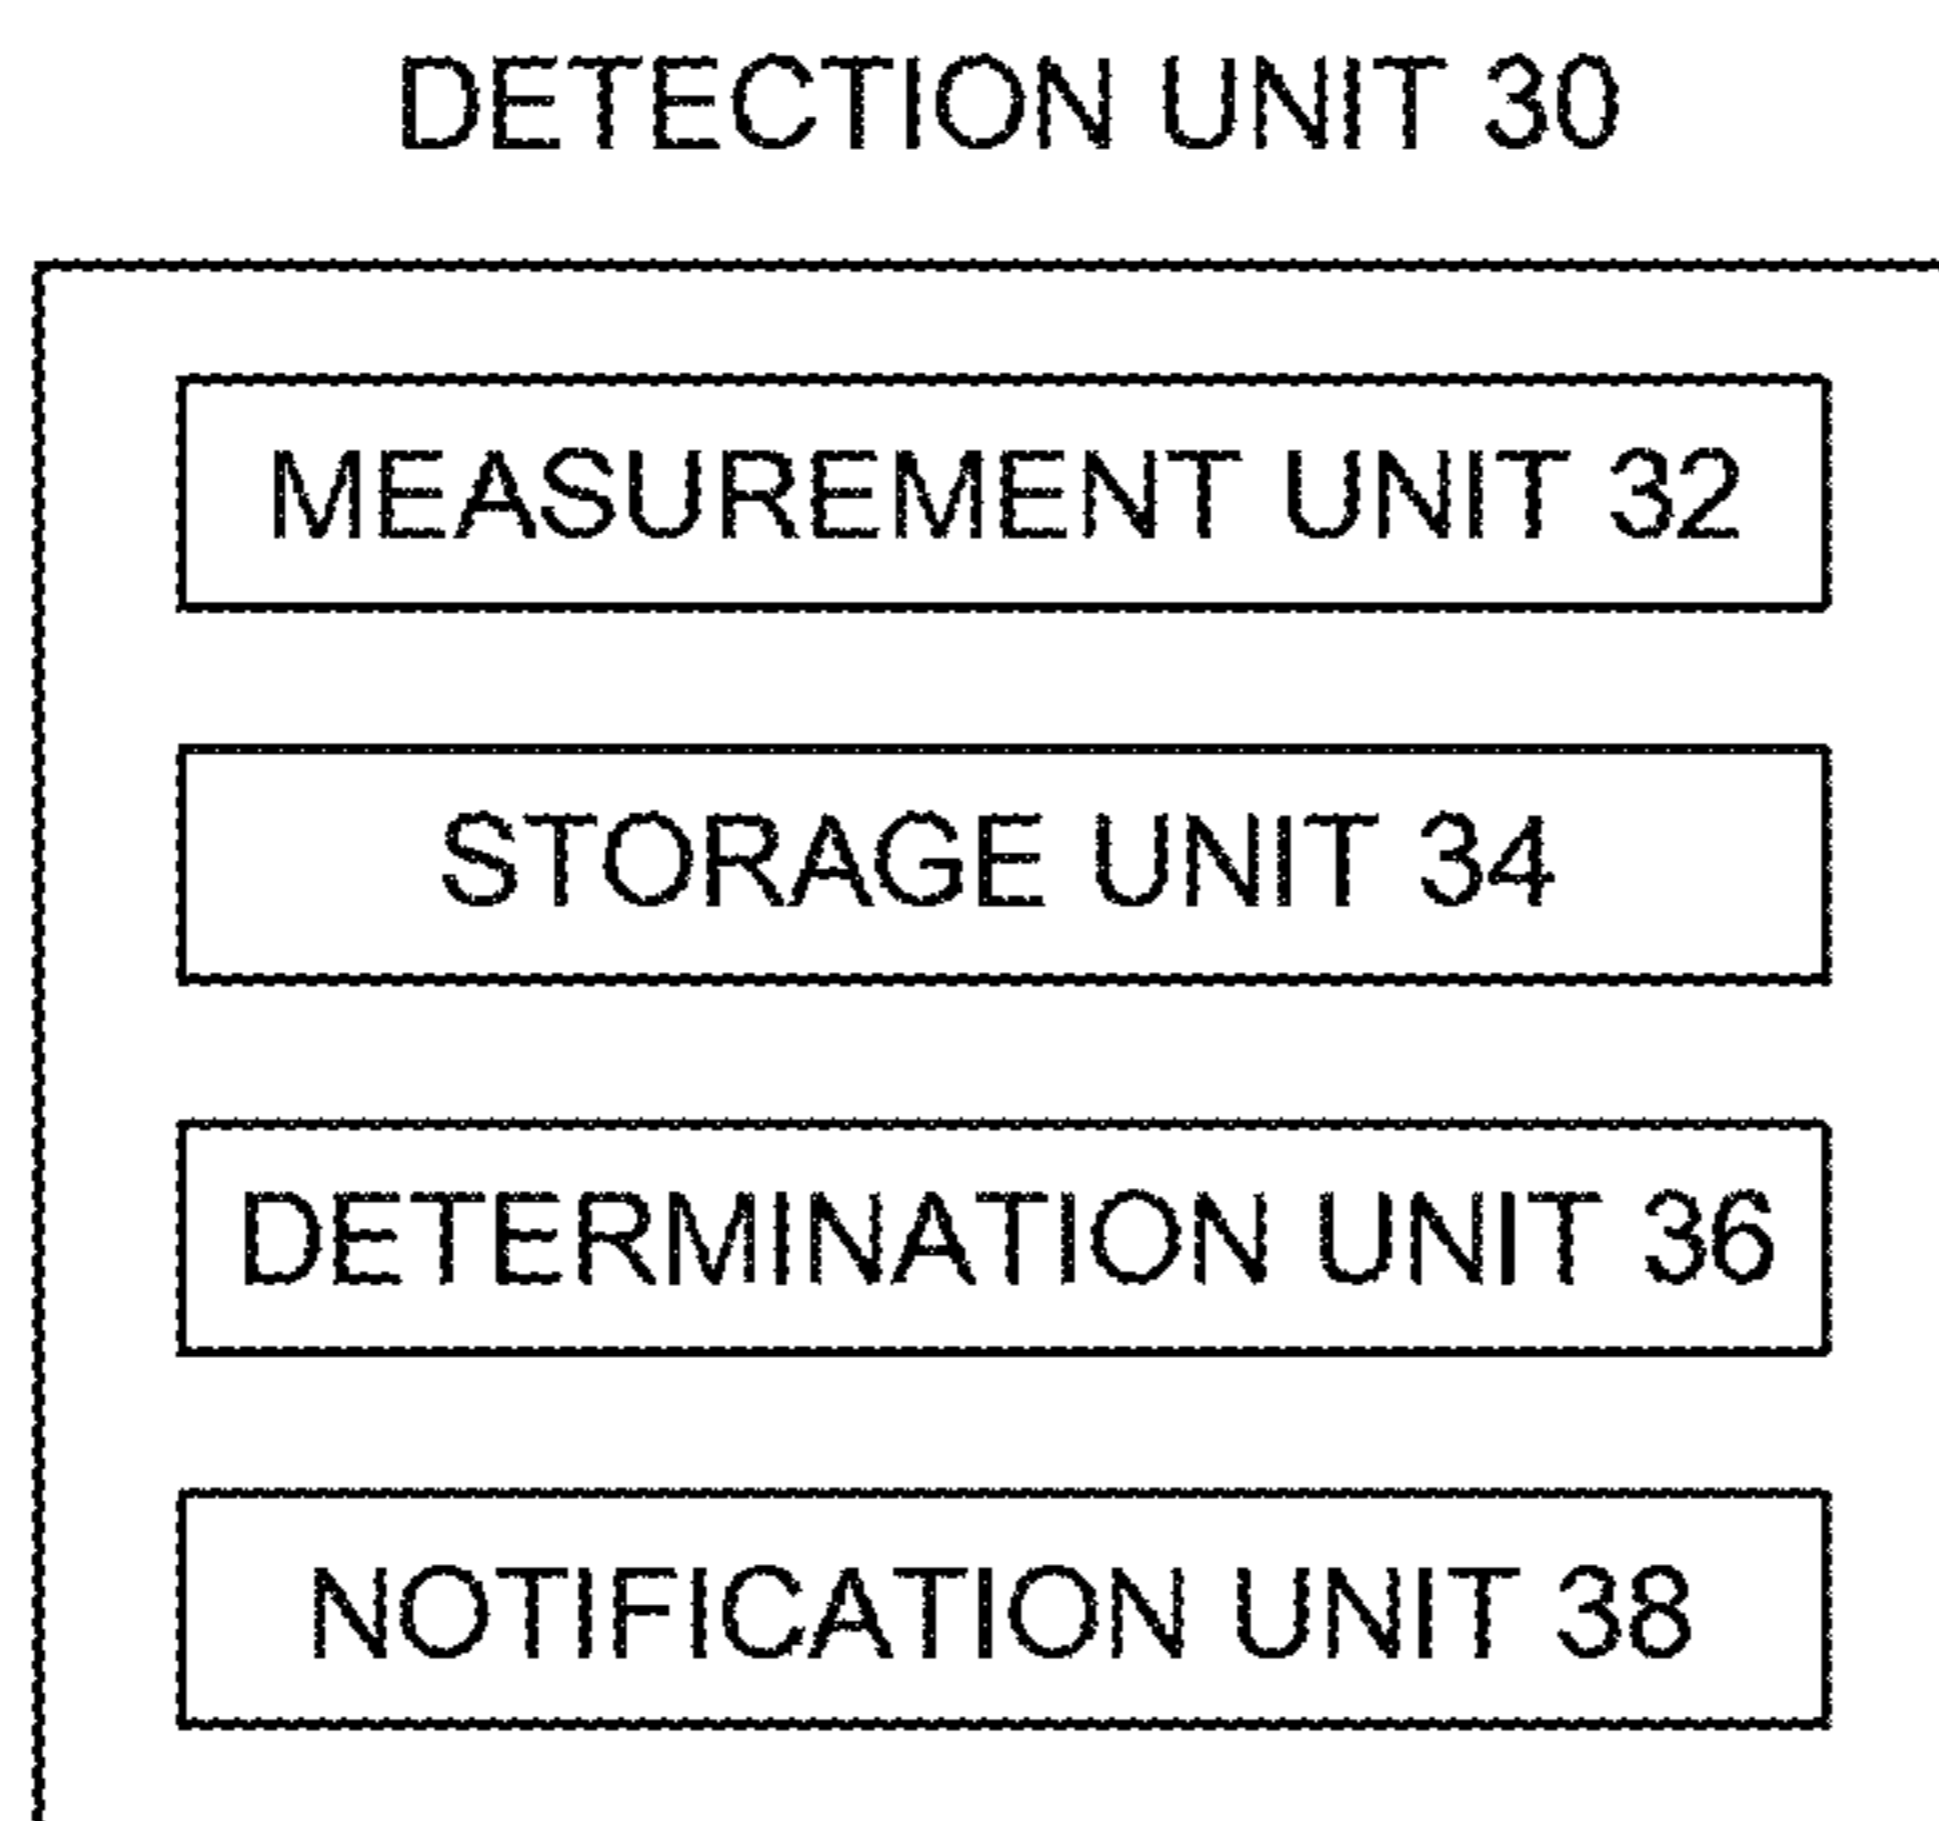 DETECTION UNIT 30
MEASUREMENT UNIT 32
STORAGE UNIT 34
DETERMINATION UNIT 36
NOTIFICATION UNIT 38